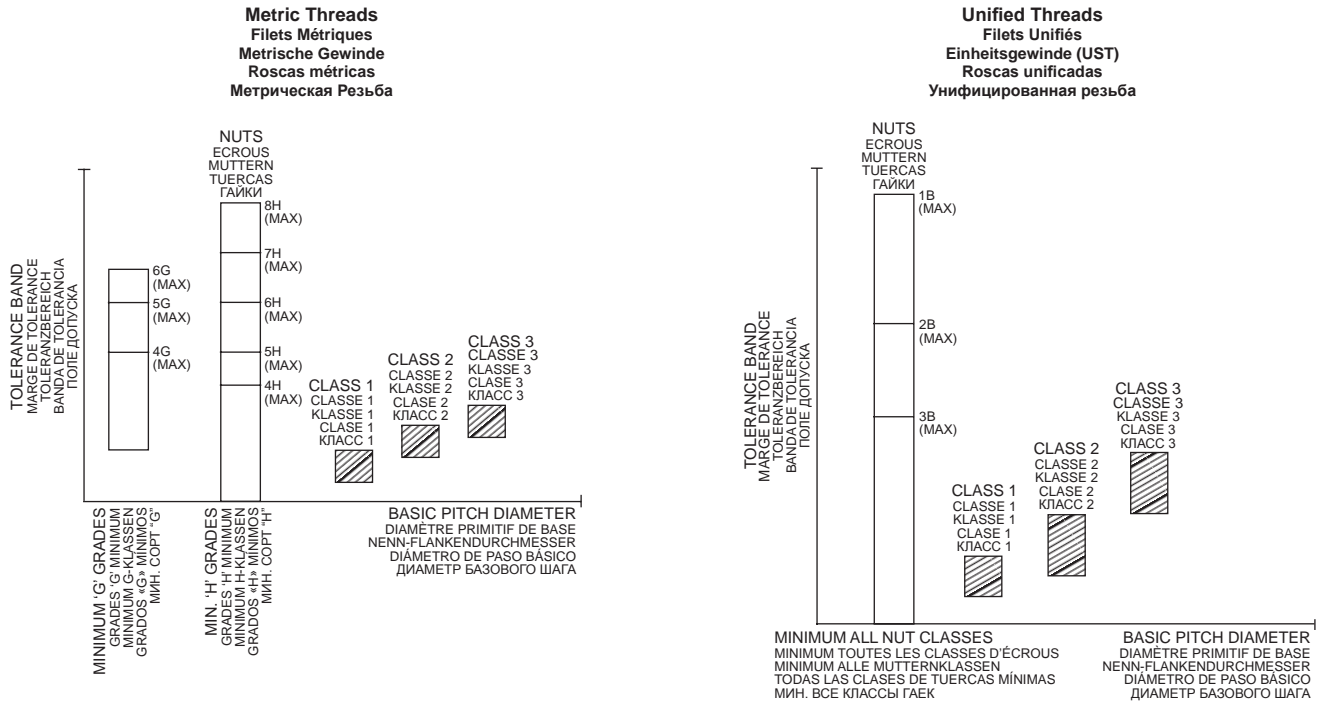 Metric Threads
Filets Métriques
Metrische Gewinde
Roscas métricas
Метрическая Резьба
NUTS
ECROUS
MUTTERN
TUERCAS
ГАЙКИ
8H
(MAX)
7H
(MAX)
6H
(MAX)
5H
(MAX)
4H
(MAX)
6G
(MAX)
5G
(MAX)
4G
(MAX)
TOLERANCE BAND
MARGE DE TOLERANCE
TOLERANZBEREICH
BANDA DE TOLERANCIA
ПОЛЕ ДОПУСКА
CLASS 1
CLASSE 1
KLASSE 1
CLASE 1
КЛАСС 1
CLASS 2
CLASSE 2
KLASSE 2
CLASE 2
КЛАСС 2
CLASS 3
CLASSE 3
KLASSE 3
CLASE 3
КЛАСС 3
MINIMUM 'G' GRADES
GRADES 'G' MINIMUM
MINIMUM G-KLASSEN
GRADOS «G» MÍNIMOS
МИН. СОРТ "G"
MIN. 'H' GRADES
GRADES 'H' MINIMUM
MINIMUM H-KLASSEN
GRADOS «H» MÍNIMOS
МИН. СОРТ "H"
BASIC PITCH DIAMETER
DIAMÈTRE PRIMITIF DE BASE
NENN-FLANKENDURCHMESSER
DIÁMETRO DE PASO BÁSICO
ДИАМЕТР БАЗОВОГО ШАГА
Unified Threads
Filets Unifiés
Einheitsgewinde (UST)
Roscas unificadas
Унифицированная резьба
NUTS
ECROUS
MUTTERN
TUERCAS
ГАЙКИ
1B
(MAX)
2B
(MAX)
3B
(MAX)
TOLERANCE BAND
MARGE DE TOLERANCE
TOLERANZBEREICH
BANDA DE TOLERANCIA
ПОЛЕ ДОПУСКА
CLASS 1
CLASSE 1
KLASSE 1
CLASE 1
КЛАСС 1
CLASS 2
CLASSE 2
KLASSE 2
CLASE 2
КЛАСС 2
CLASS 3
CLASSE 3
KLASSE 3
CLASE 3
КЛАСС 3
MINIMUM ALL NUT CLASSES
MINIMUM TOUTES LES CLASSES D'ÉCROUS
MINIMUM ALLE MUTTERNKLASSEN
TODAS LAS CLASES DE TUERCAS MÍNIMAS
МИН. ВСЕ КЛАССЫ ГАЕК
BASIC PITCH DIAMETER
DIAMÈTRE PRIMITIF DE BASE
NENN-FLANKENDURCHMESSER
DIÁMETRO DE PASO BÁSICO
ДИАМЕТР БАЗОВОГО ШАГА